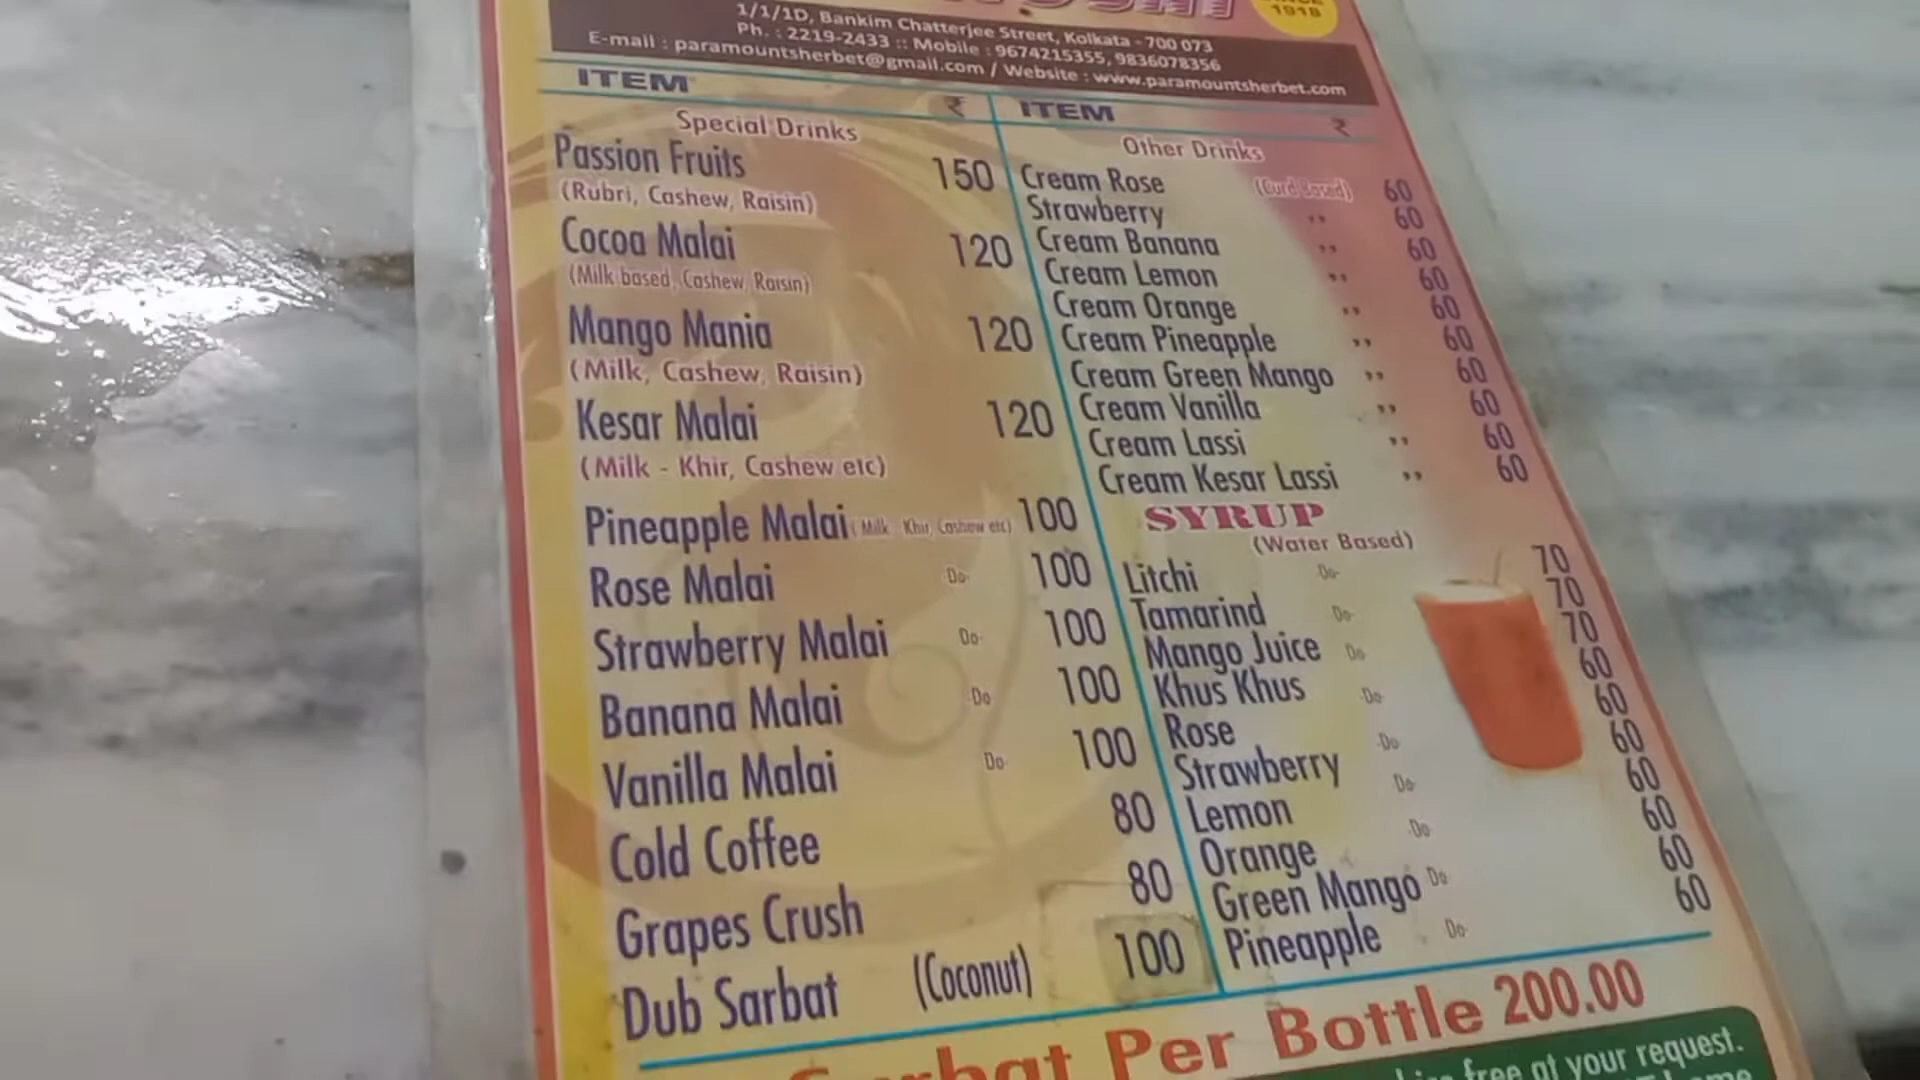 SINCE
1918
1/1/1D, Bankim Chatterjee Street, Kolkata - 700 073
Ph. : 2219-2433 :: Mobile : 9674215355, 9836078356
E-mail : paramountsherbet@gmail.com / Website : www.paramountsherbet.com
ITEM ₹
Special Drinks
Passion Fruits 150
(Rubri, Cashew, Raisin)
Cocoa Malai 120
(Milk based, Cashew, Raisin)
Mango Mania 120
(Milk, Cashew, Raisin)
Kesar Malai 120
(Milk - Khir, Cashew etc)
Pineapple Malai (Milk Khir, Cashew etc) 100
Rose Malai -Do- 100
Strawberry Malai Do- 100
Banana Malai -Do 100
Vanilla Malai Do- 100
Cold Coffee 80
Grapes Crush 80
Dub Sarbat (Coconut) 100
ITEM ₹
Other Drinks
Cream Rose (Curd Based) 60
Strawberry ,, 60
Cream Banana ,, 60
Cream Lemon ,, 60
Cream Orange ,, 60
Cream Pineapple ,, 60
Cream Green Mango ,, 60
Cream Vanilla ,, 60
Cream Lassi ,, 60
Cream Kesar Lassi ,, 60
SYRUP
(Water Based)
Litchi -Do- 70
Tamarind Do- 70
Mango Juice Do 70
Khus Khus -Do- 60
Rose -Do 60
Strawberry Do- 60
Lemon -Do 60
Orange Do 60
Green Mango Do 60
Pineapple Do- 60
Per Bottle 200.00
free at your request.